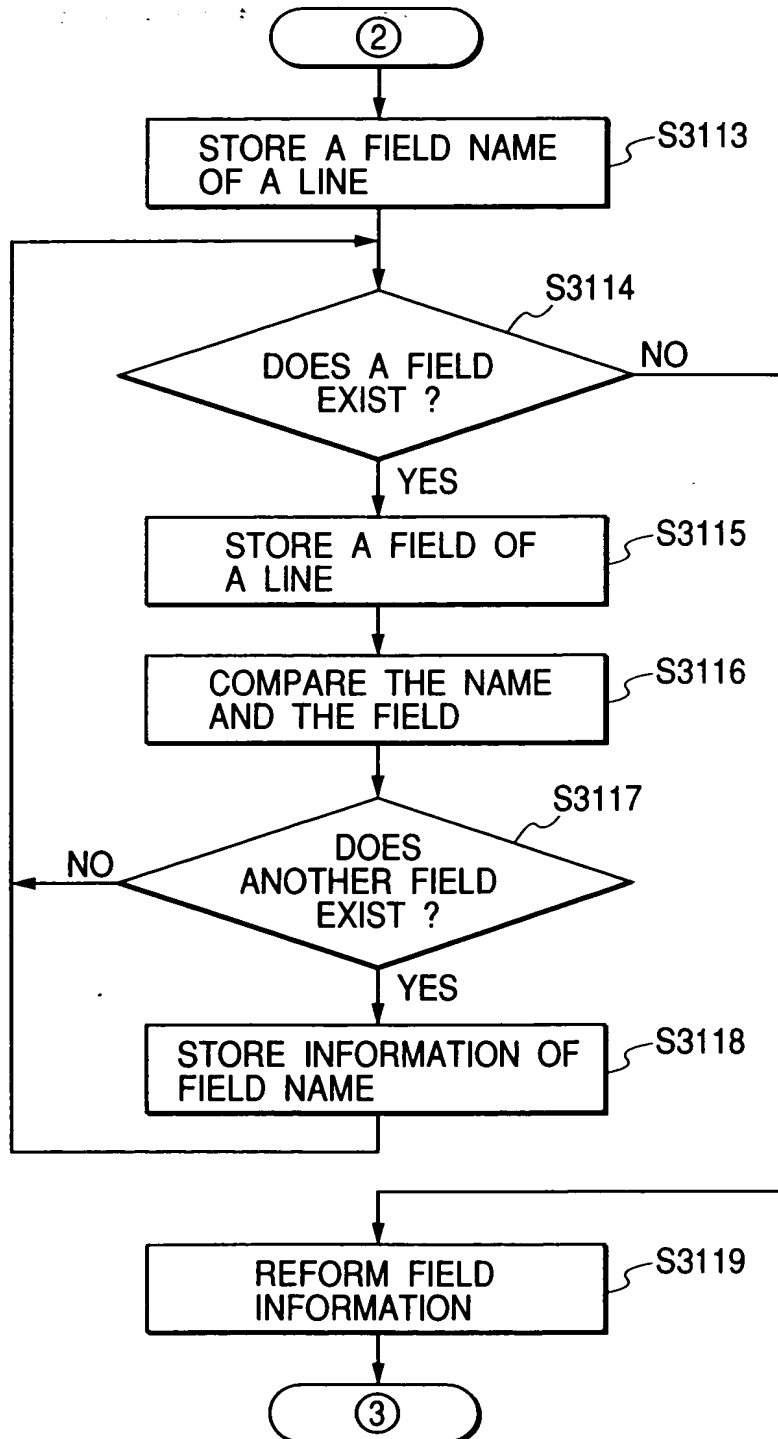 ②
STORE A FIELD NAME
OF A LINE
S3113
S3114
DOES A FIELD
EXIST ?
NO
YES
STORE A FIELD OF
A LINE
S3115
COMPARE THE NAME
AND THE FIELD
S3116
S3117
DOES
ANOTHER FIELD
EXIST ?
NO
YES
STORE INFORMATION OF
FIELD NAME
S3118
REFORM FIELD
INFORMATION
S3119
③